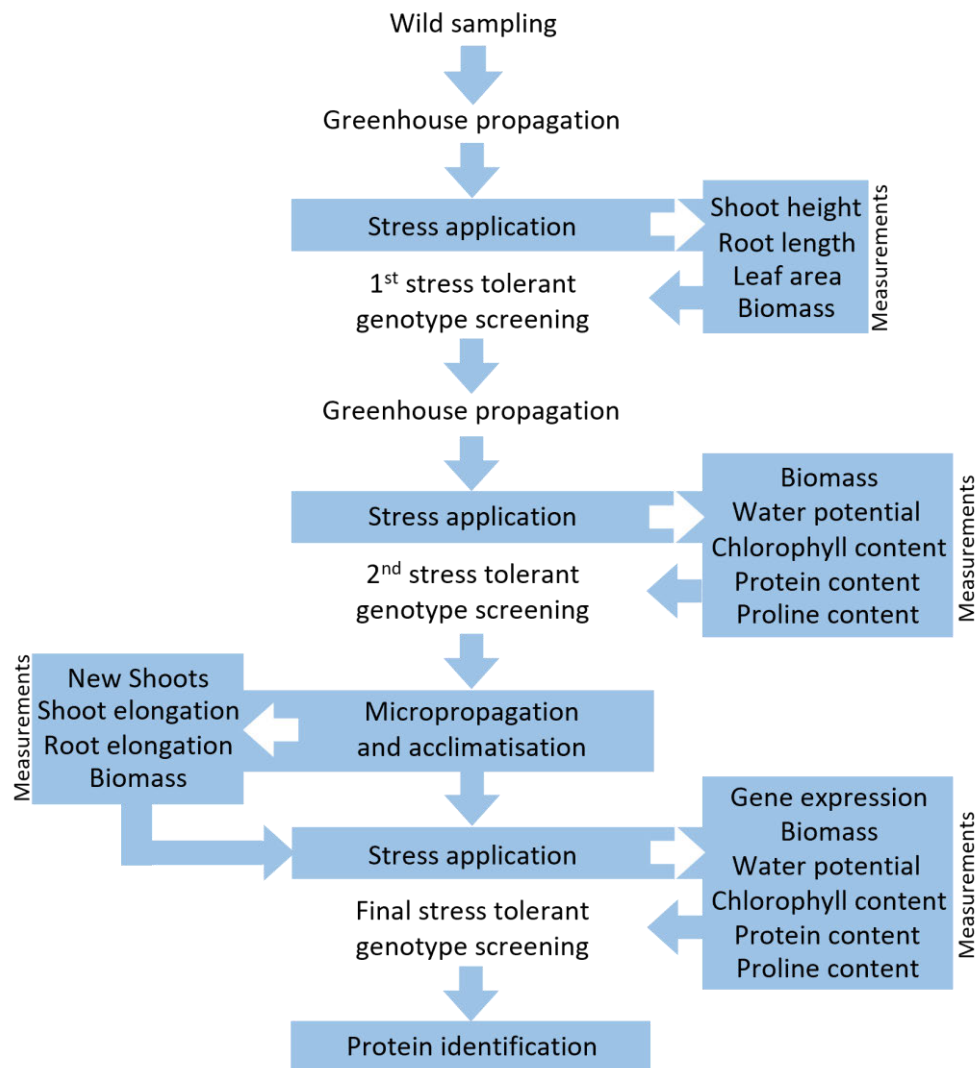 Wild sampling
Greenhouse propagation
Stress application
Shoot height
Root length
Leaf area
Biomass
Measurements
1st stress tolerant
genotype screening
Greenhouse propagation
Stress application
Biomass
Water potential
Chlorophyll content
Protein content
Proline content
Measurements
2nd stress tolerant
genotype screening
Micropropagation
and acclimatisation
New Shoots
Shoot elongation
Root elongation
Biomass
Measurements
Stress application
Gene expression
Biomass
Water potential
Chlorophyll content
Protein content
Proline content
Measurements
Final stress tolerant
genotype screening
Protein identification